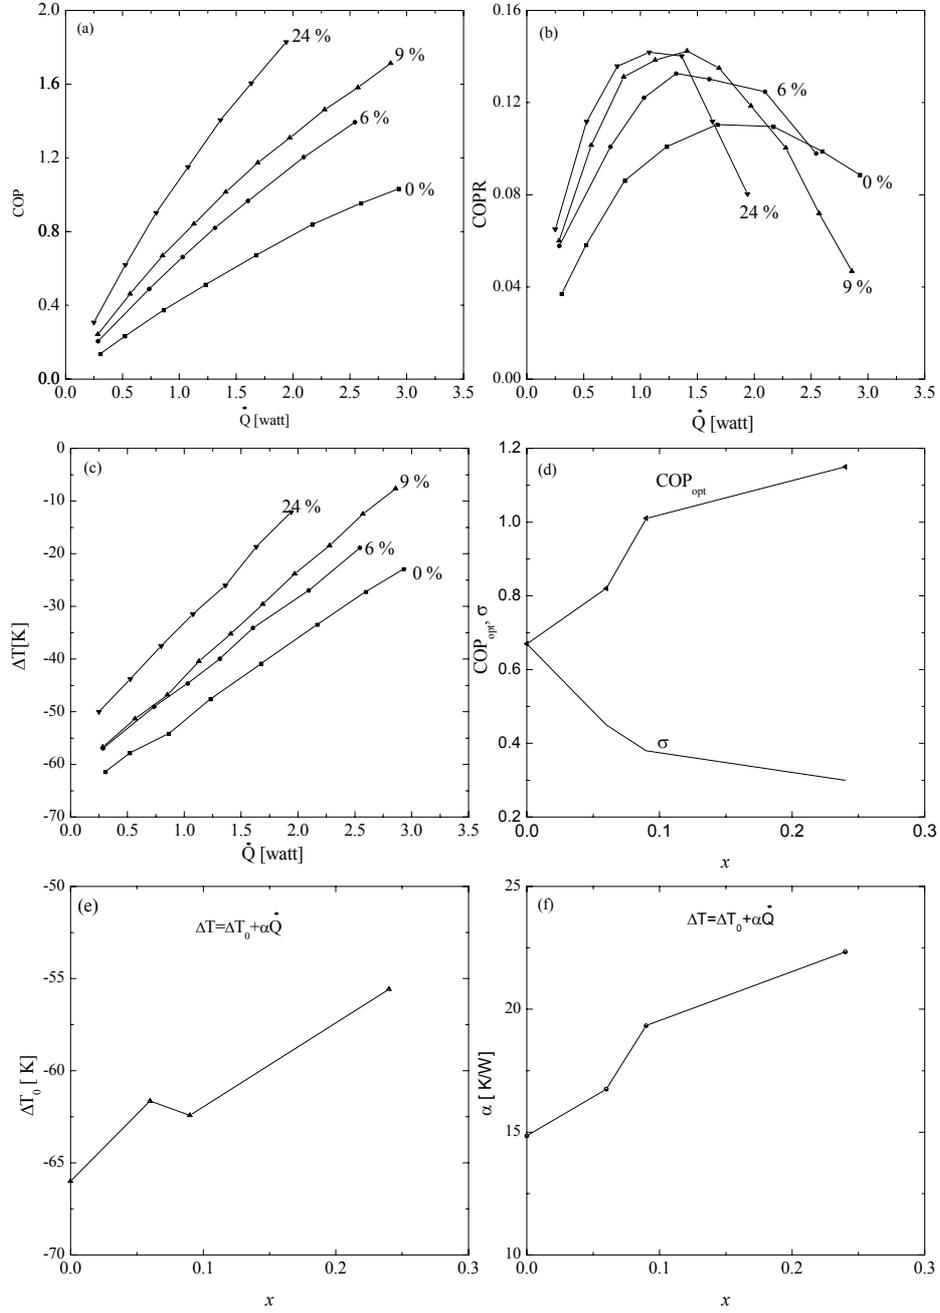 (a)
24 %
9 %
6 %
0 %
COP
2.0
1.6
1.2
0.8
0.4
0.0
0.0 0.5 1.0 1.5 2.0 2.5 3.0 3.5
Q̇ [watt]
(b)
6 %
0 %
24 %
9 %
COPR
0.16
0.12
0.08
0.04
0.00
0.0 0.5 1.0 1.5 2.0 2.5 3.0 3.5
Q̇ [watt]
(c)
24 %
9 %
6 %
0 %
ΔT[K]
0
-10
-20
-30
-40
-50
-60
-70
0.0 0.5 1.0 1.5 2.0 2.5 3.0 3.5
Q̇ [watt]
(d)
COPopt
σ
COPopt, σ
1.2
1.0
0.8
0.6
0.4
0.2
0.0 0.1 0.2 0.3
x
(e)
ΔT=ΔT0+αQ̇
ΔT0 [ K]
-50
-55
-60
-65
-70
0.0 0.1 0.2 0.3
x
(f)
ΔT=ΔT0+αQ̇
α [ K/W]
25
20
15
10
0.0 0.1 0.2 0.3
x